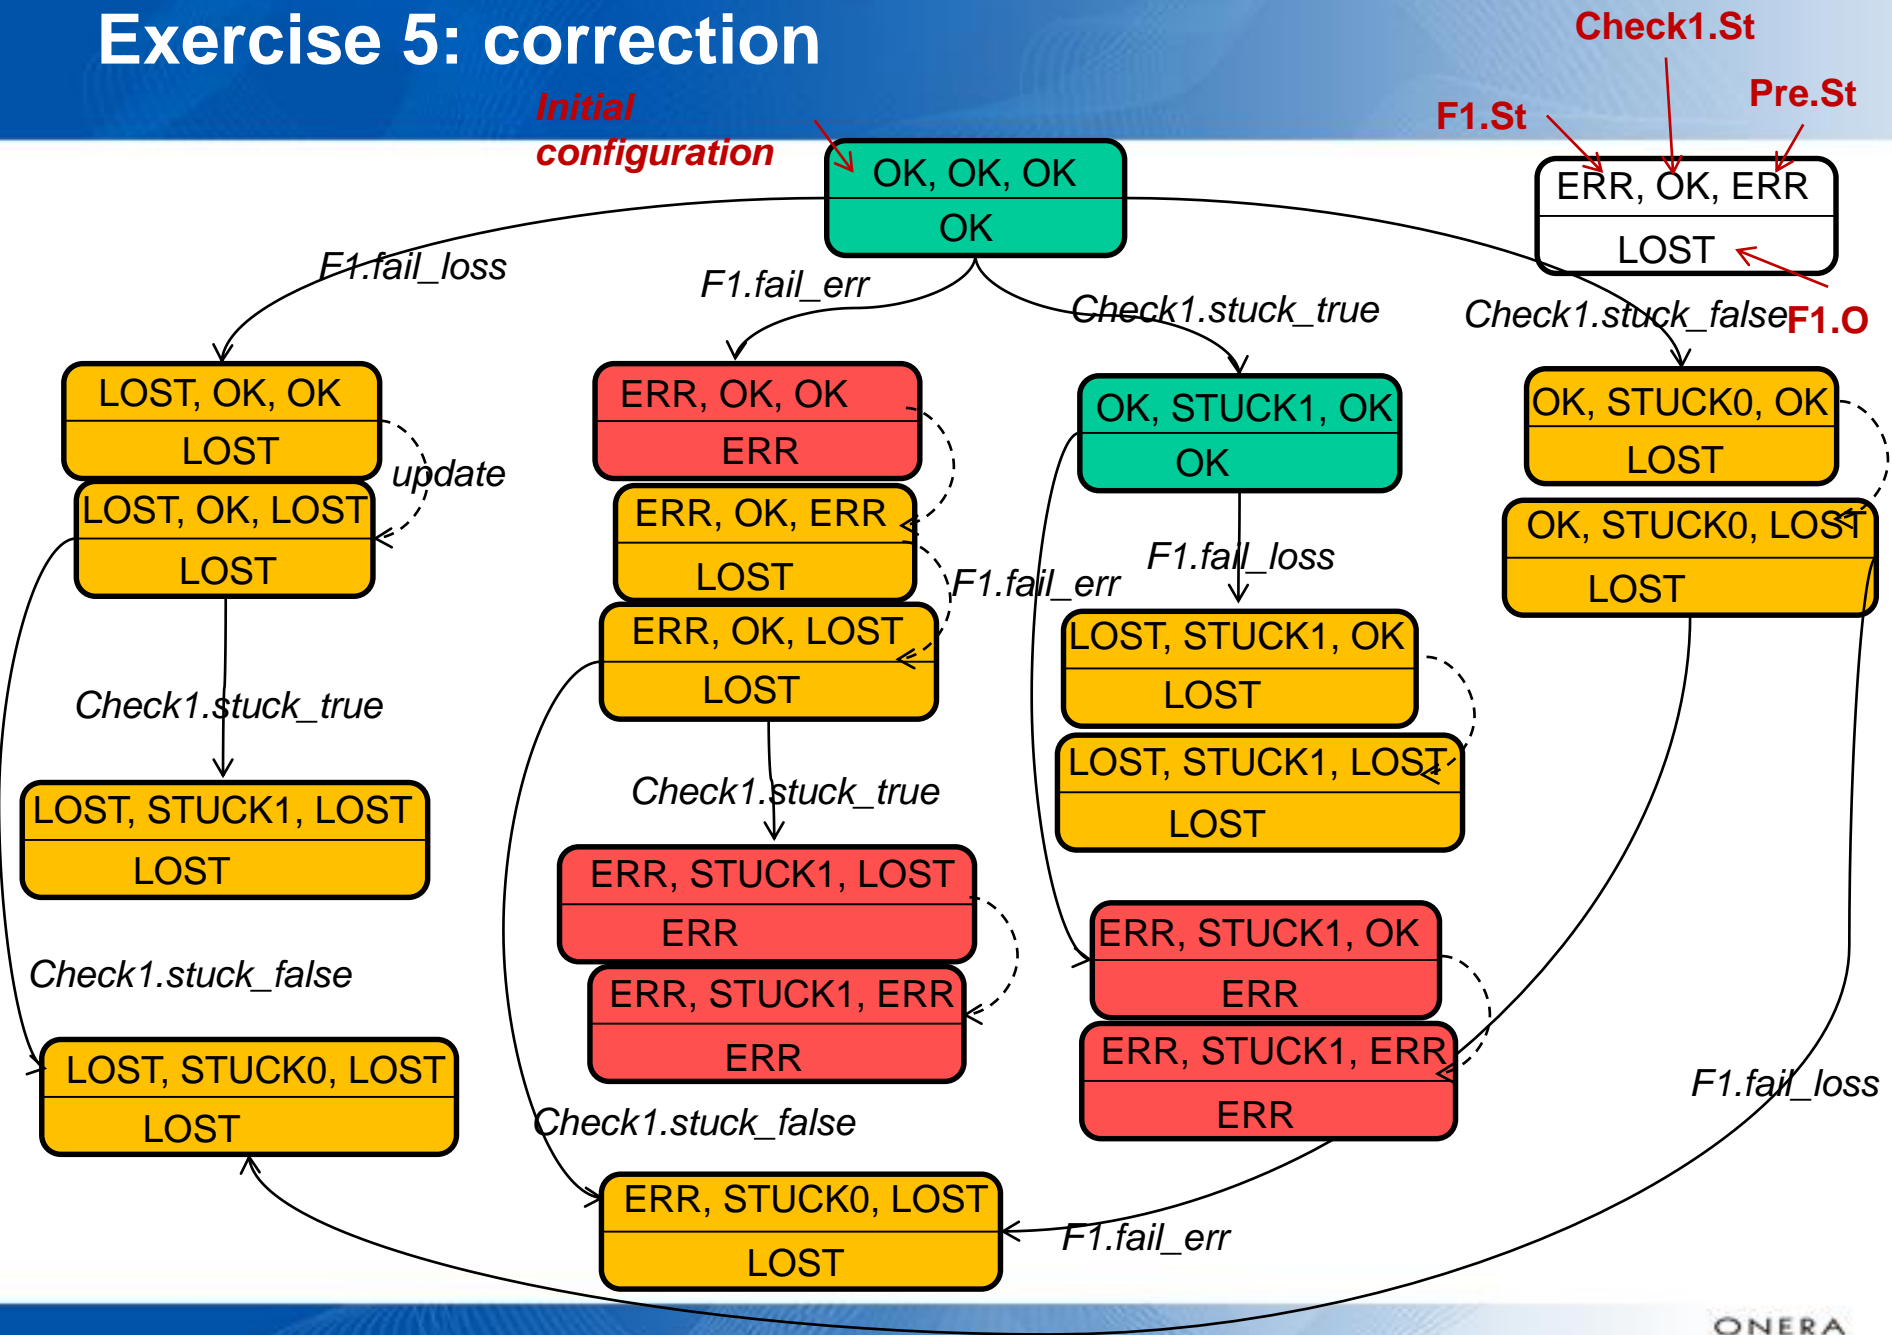 Exercise 5: correction
Check1.St
Initial
configuration
F1.St
Pre.St
OK, OK, OK
OK
ERR, OK, ERR
LOST
F1.O
F1.fail_loss
F1.fail_err
Check1.stuck_true
Check1.stuck_false
LOST, OK, OK
LOST
update
LOST, OK, LOST
LOST
ERR, OK, OK
ERR
ERR, OK, ERR
LOST
F1.fail_err
ERR, OK, LOST
LOST
OK, STUCK1, OK
OK
F1.fail_loss
OK, STUCK0, OK
LOST
OK, STUCK0, LOST
LOST
LOST, STUCK1, OK
LOST
LOST, STUCK1, LOST
LOST
Check1.stuck_true
LOST, STUCK1, LOST
LOST
Check1.stuck_true
ERR, STUCK1, LOST
ERR
ERR, STUCK1, ERR
ERR
ERR, STUCK1, OK
ERR
ERR, STUCK1, ERR
ERR
Check1.stuck_false
LOST, STUCK0, LOST
LOST
Check1.stuck_false
ERR, STUCK0, LOST
LOST
F1.fail_err
F1.fail_loss
ONERA